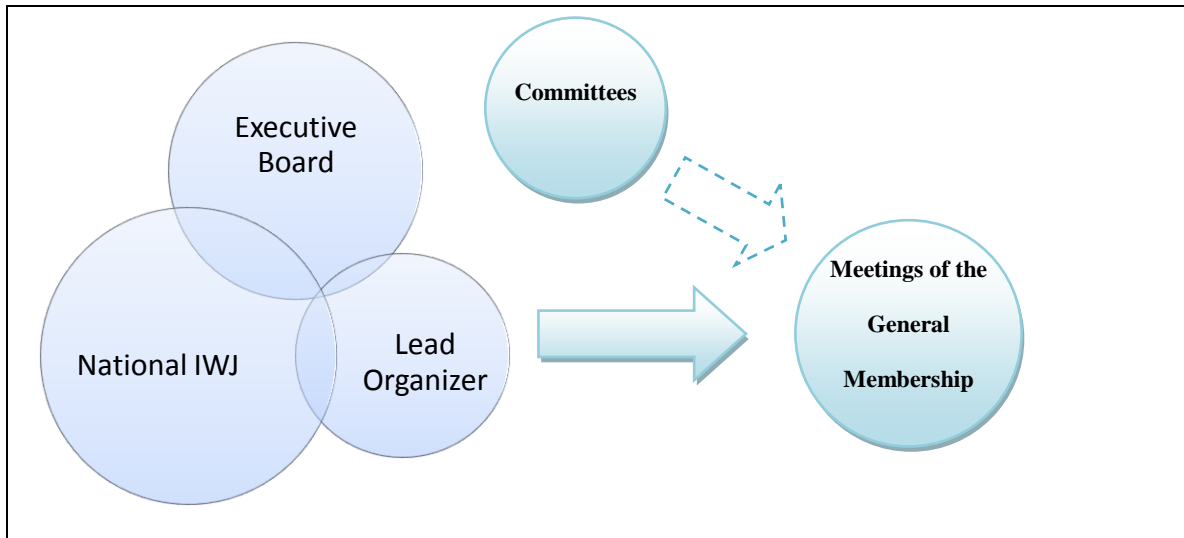 Executive
Board
Committees
National IWJ
Lead
Organizer
Meetings of the
General
Membership